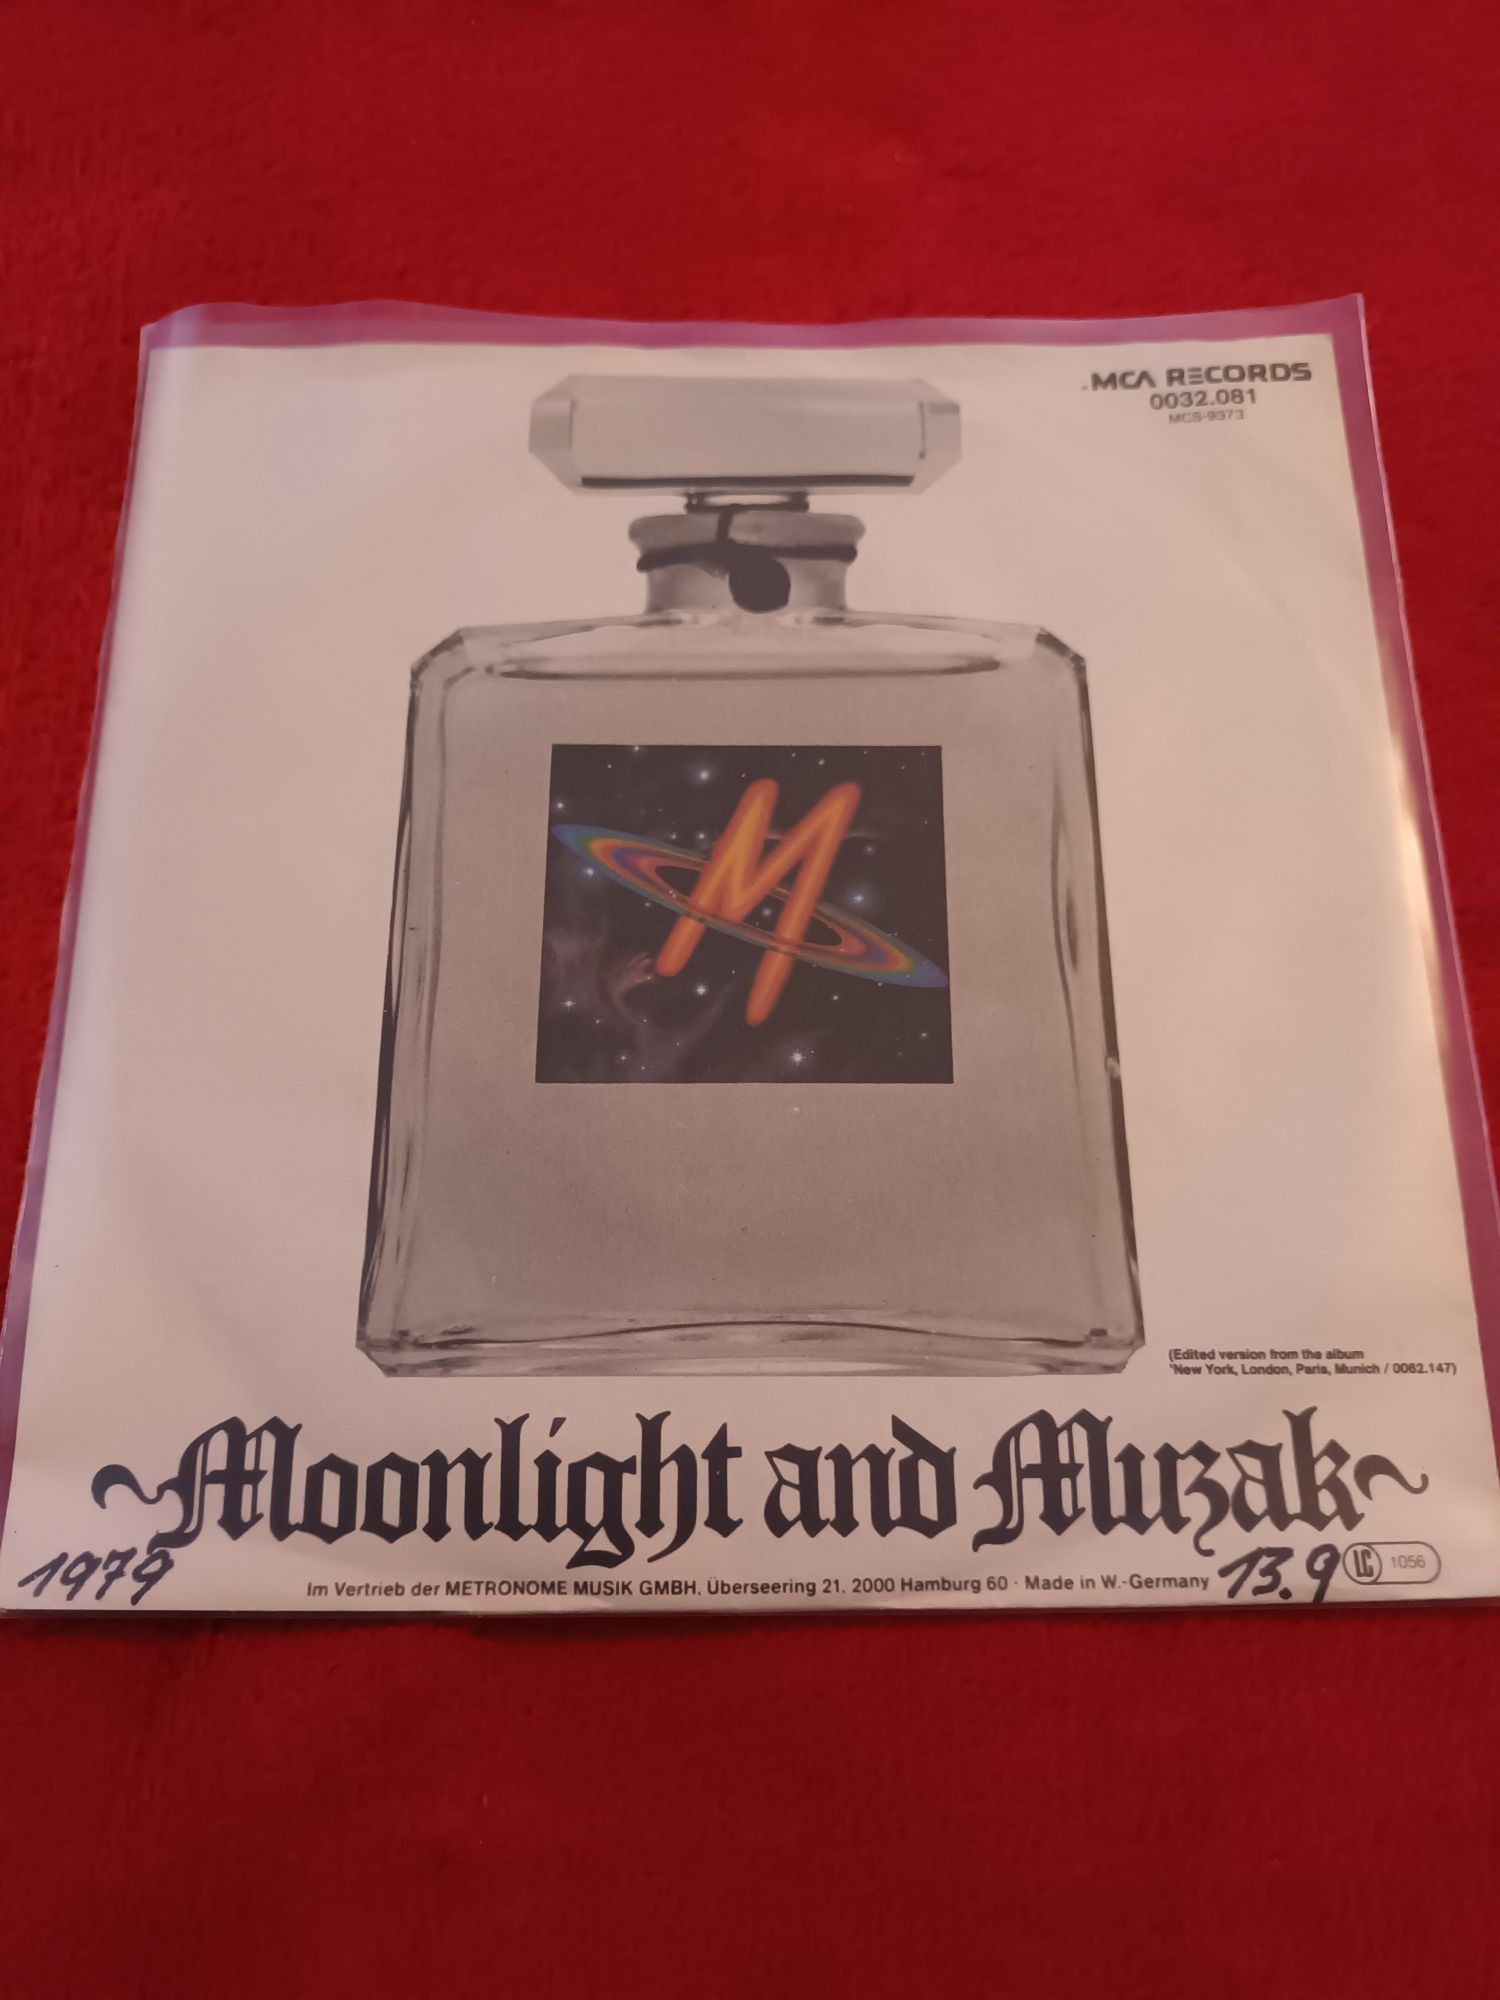 MCA RECORDS
0032.081
MCS-9373
M
(Edited version from the album
'New York, London, Paris, Munich / 0062.147)
~Moonlight and Muzak~
1979
Im Vertrieb der METRONOME MUSIK GMBH, Überseering 21, 2000 Hamburg 60 · Made in W.-Germany
13.9
LC 1056